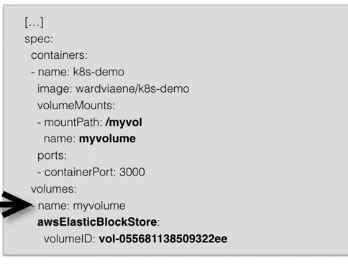 [...]
spec:
containers:
- name: k8s-demo
image: wardviaene/k8s-demo
volumeMounts:
- mountPath: /myvol
name: myvolume
ports:
- containerPort: 3000
volumes:
- name: myvolume
awsElasticBlockStore:
volumeID: vol-055681138509322ee